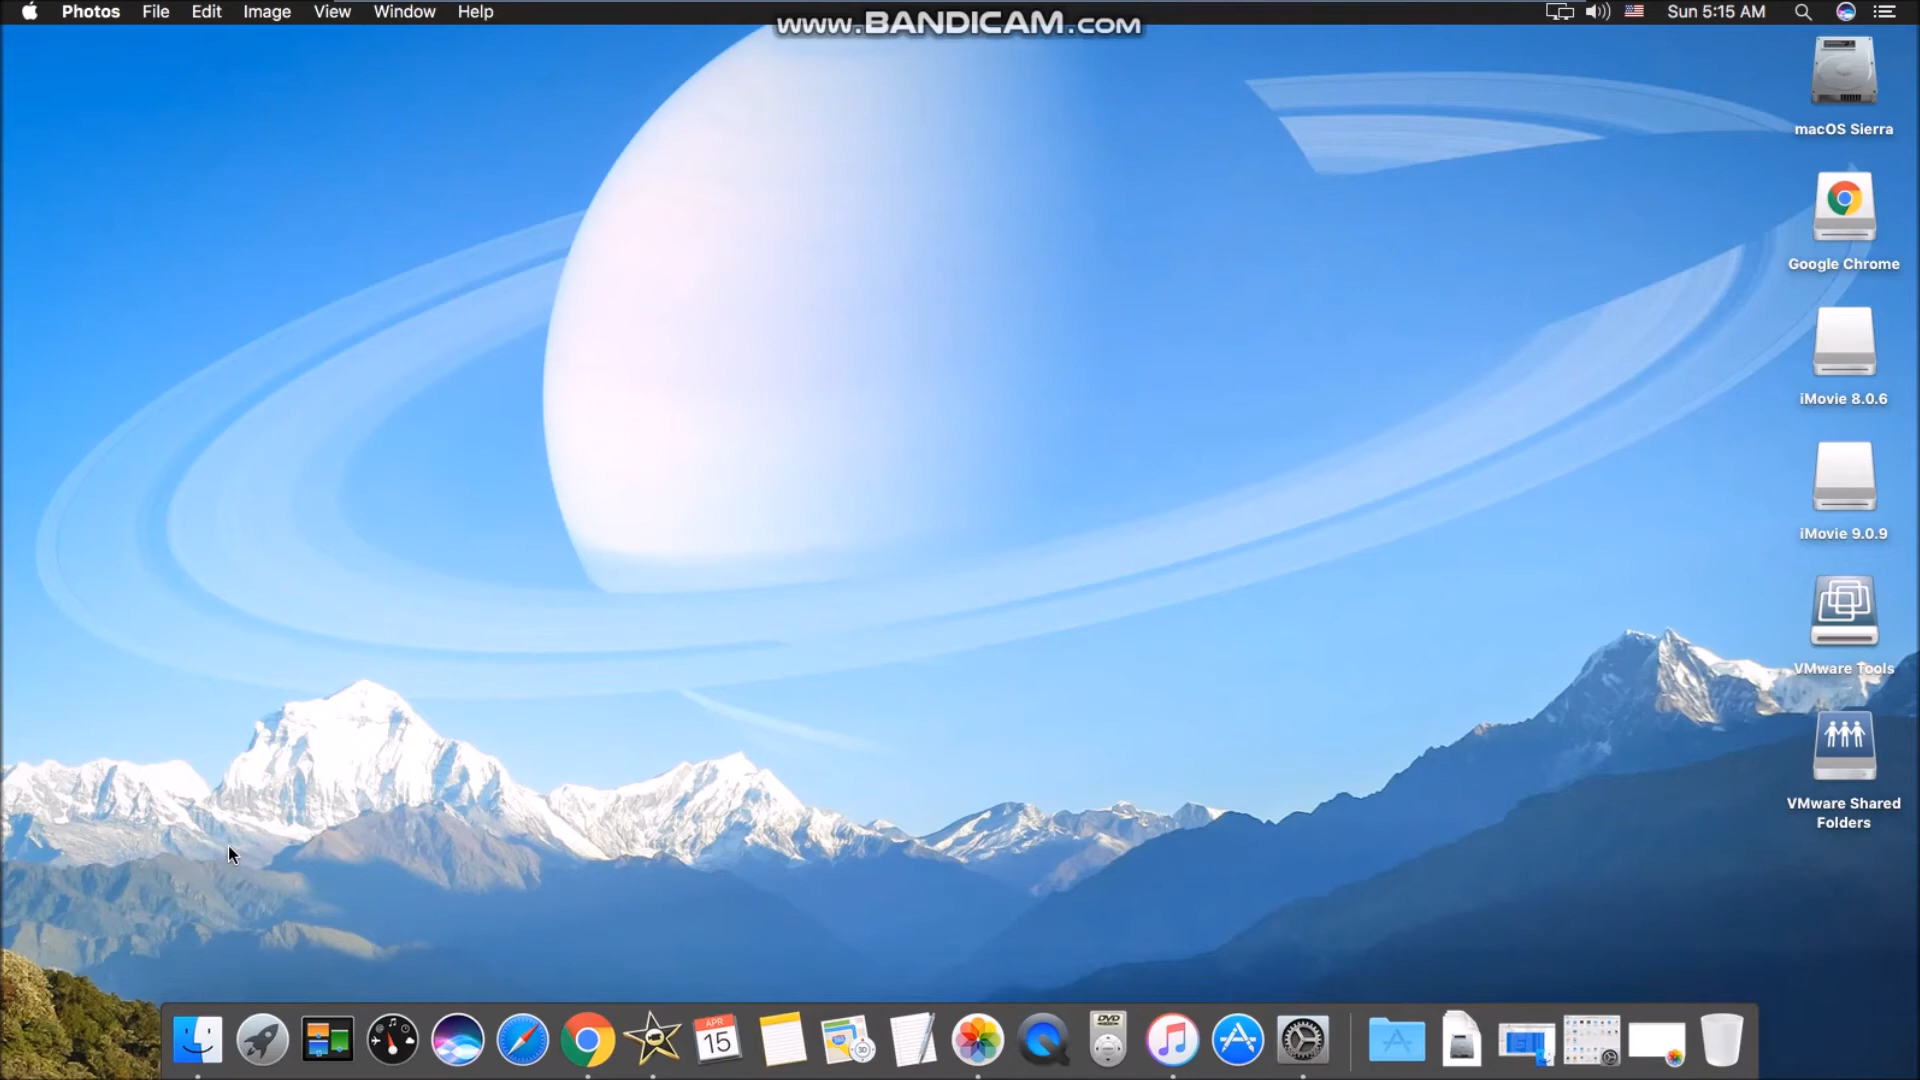 Photos File Edit Image View Window Help
www.BANDICAM.com
Sun 5:15 AM
macOS Sierra
Google Chrome
iMovie 8.0.6
iMovie 9.0.9
VMware Tools
VMware Shared
Folders
APR
15
3D
DVD